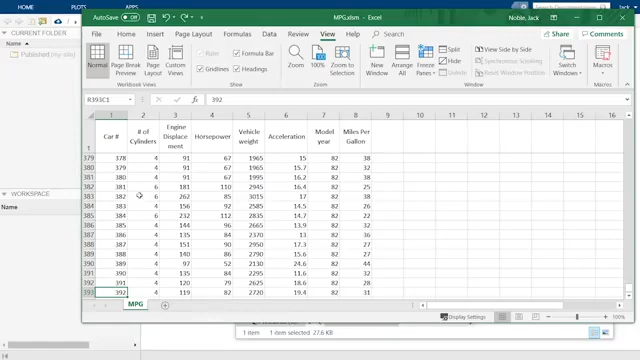 PLOTS
Jack
CURRENT FOLDER
Name
Published (my-site)
WORKSPACE
Name
AutoSave Off MPG.xlsm - Excel Noble, Jack
File Home Insert Page Layout Formulas Data Review View
Share Comments
Normal Page Break Preview Page Layout Custom Views
Workbook Views
Ruler Formula Bar
Gridlines Headings
Show
Zoom 100% Zoom to Selection
Zoom
New Window Arrange All Freeze Panes
Split
Hide
View Side by Side
Synchronous Scrolling
Reset Window Position
Switch Windows
Window
Macros
Macros
R393C1 fx 392
1 2 3 4 5 6 7 8 9 10 11 12 13 14 15 16
1 Car # # of Cylinders Engine Displacement Horsepower Vehicle weight Acceleration Model year Miles Per Gallon
379 378 4 91 67 1965 15 82 38
380 379 4 91 67 1965 15.7 82 32
381 380 4 91 67 1995 16.2 82 38
382 381 6 181 110 2945 16.4 82 25
383 382 6 262 85 3015 17 82 38
384 383 4 156 92 2585 14.5 82 26
385 384 6 232 112 2835 14.7 82 22
386 385 4 144 96 2665 13.9 82 32
387 386 4 135 84 2370 13 82 36
388 387 4 151 90 2950 17.3 82 27
389 388 4 140 86 2790 15.6 82 27
390 389 4 97 52 2130 24.6 82 44
391 390 4 135 84 2295 11.6 82 32
392 391 4 120 79 2625 18.6 82 28
393 392 4 119 82 2720 19.4 82 31
MPG
Display Settings 100%
1 item 1 item selected 27.6 KB